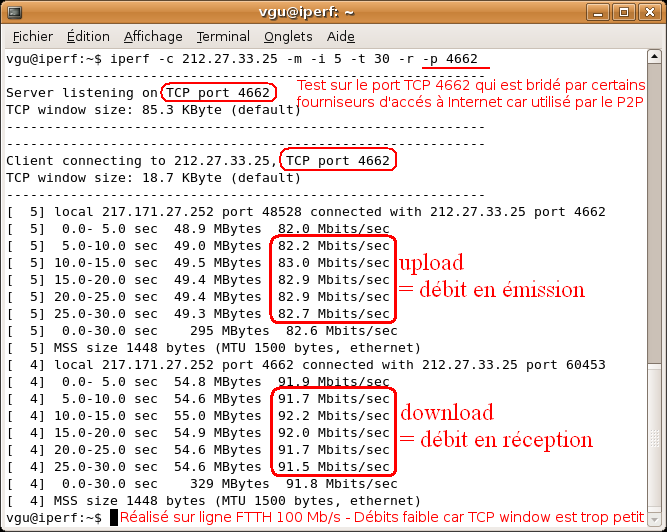 vgu@iperf: ~
Fichier Édition Affichage Terminal Onglets Aide
vgu@iperf:~$ iperf -c 212.27.33.25 -m -i 5 -t 30 -r -p 4662
------------------------------------------------------------
Server listening on TCP port 4662
TCP window size: 85.3 KByte (default)
Test sur le port TCP 4662 qui est bridé par certains
fourniseurs d'accés à Internet car utilisé par le P2P
------------------------------------------------------------
------------------------------------------------------------
Client connecting to 212.27.33.25, TCP port 4662
TCP window size: 18.7 KByte (default)
------------------------------------------------------------
[  5] local 217.171.27.252 port 48528 connected with 212.27.33.25 port 4662
[  5]  0.0- 5.0 sec  48.9 MBytes  82.0 Mbits/sec
[  5]  5.0-10.0 sec  49.0 MBytes  82.2 Mbits/sec
[  5] 10.0-15.0 sec  49.5 MBytes  83.0 Mbits/sec
[  5] 15.0-20.0 sec  49.4 MBytes  82.9 Mbits/sec
[  5] 20.0-25.0 sec  49.4 MBytes  82.9 Mbits/sec
[  5] 25.0-30.0 sec  49.3 MBytes  82.7 Mbits/sec
upload
= débit en émission
[  5]  0.0-30.0 sec    295 MBytes  82.6 Mbits/sec
[  5] MSS size 1448 bytes (MTU 1500 bytes, ethernet)
[  4] local 217.171.27.252 port 4662 connected with 212.27.33.25 port 60453
[  4]  0.0- 5.0 sec  54.8 MBytes  91.9 Mbits/sec
[  4]  5.0-10.0 sec  54.6 MBytes  91.7 Mbits/sec
[  4] 10.0-15.0 sec  55.0 MBytes  92.2 Mbits/sec
[  4] 15.0-20.0 sec  54.9 MBytes  92.0 Mbits/sec
[  4] 20.0-25.0 sec  54.6 MBytes  91.7 Mbits/sec
[  4] 25.0-30.0 sec  54.6 MBytes  91.5 Mbits/sec
download
= débit en réception
[  4]  0.0-30.0 sec    329 MBytes  91.8 Mbits/sec
[  4] MSS size 1448 bytes (MTU 1500 bytes, ethernet)
vgu@iperf:~$
Réalisé sur ligne FTTH 100 Mb/s - Débits faible car TCP window est trop petit